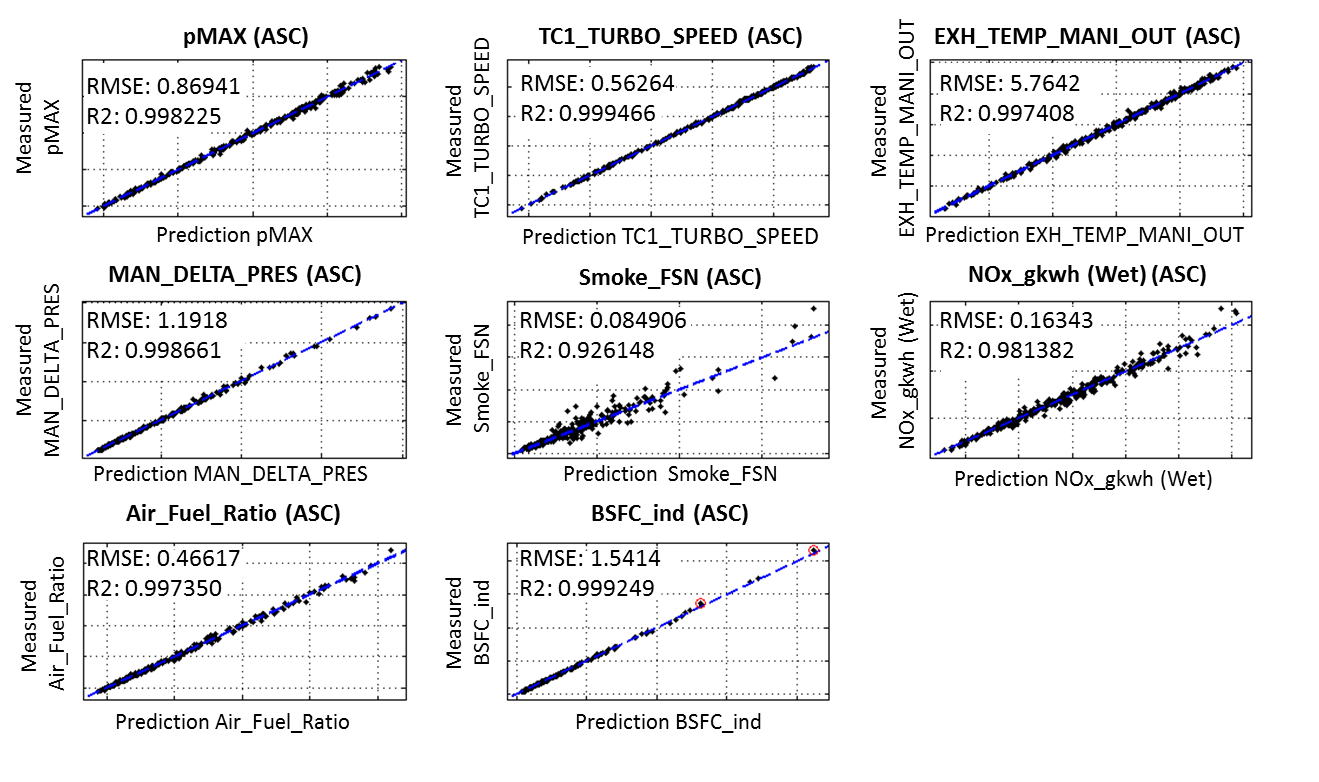 pMAX (ASC)
RMSE: 0.86941
R2: 0.998225
Measured
pMAX
Prediction pMAX
TC1_TURBO_SPEED (ASC)
RMSE: 0.56264
R2: 0.999466
Measured
TC1_TURBO_SPEED
Prediction TC1_TURBO_SPEED
EXH_TEMP_MANI_OUT (ASC)
RMSE: 5.7642
R2: 0.997408
Measured
EXH_TEMP_MANI_OUT
Prediction EXH_TEMP_MANI_OUT
MAN_DELTA_PRES (ASC)
RMSE: 1.1918
R2: 0.998661
Measured
MAN_DELTA_PRES
Prediction MAN_DELTA_PRES
Smoke_FSN (ASC)
RMSE: 0.084906
R2: 0.926148
Measured
Smoke_FSN
Prediction Smoke_FSN
NOx_gkwh (Wet) (ASC)
RMSE: 0.16343
R2: 0.981382
Measured
NOx_gkwh (Wet)
Prediction NOx_gkwh (Wet)
Air_Fuel_Ratio (ASC)
RMSE: 0.46617
R2: 0.997350
Measured
Air_Fuel_Ratio
Prediction Air_Fuel_Ratio
BSFC_ind (ASC)
RMSE: 1.5414
R2: 0.999249
Measured
BSFC_ind
Prediction BSFC_ind